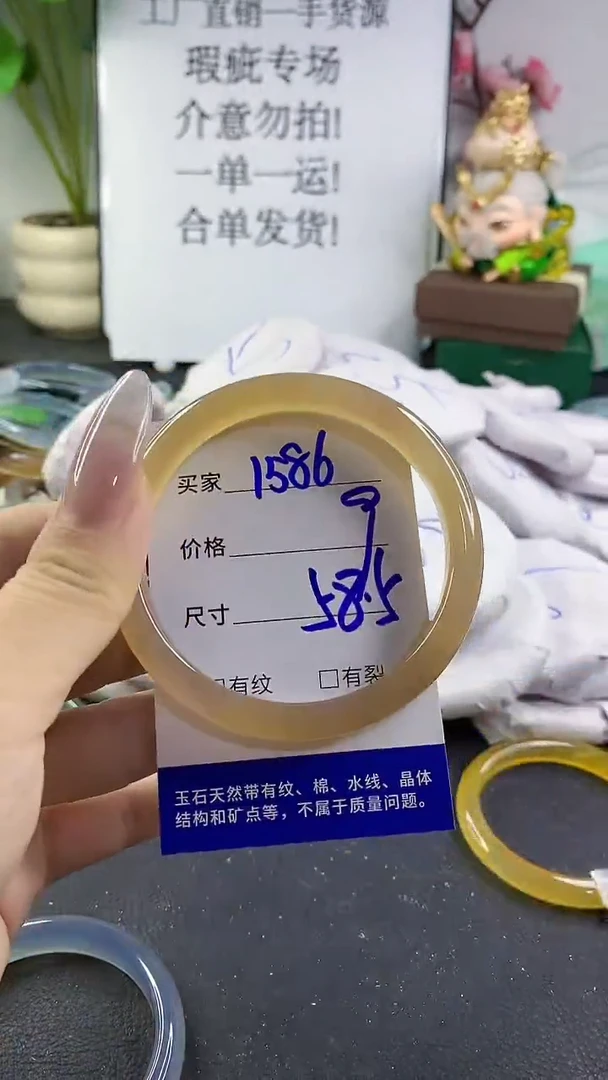 工厂直销一手货源
瑕疵专场
介意勿拍!
一单一运!
合单发货!
买家 1586
价格
尺寸 58.5
□有纹 □有裂
玉石天然带有纹、棉、水线、晶体
结构和矿点等，不属于质量问题。